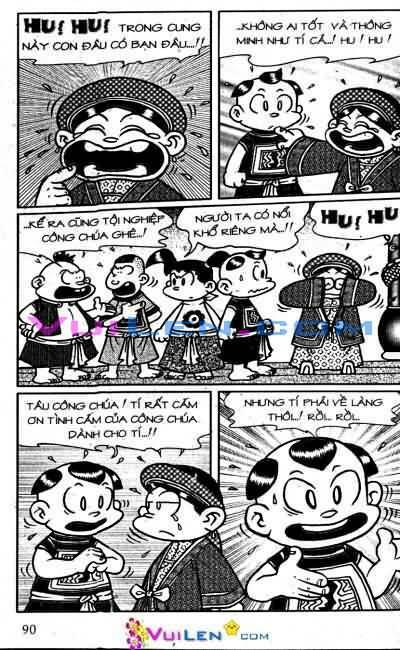 HU! HU! TRONG CUNG
NÀY CON ĐÂU CÓ BẠN ĐÂU...!!
..KHÔNG AI TỐT VÀ THÔNG
MINH NHƯ TÍ CẢ...! HU! HU!
..KỂ RA CŨNG TỘI NGHIỆP
CÔNG CHÚA GHÊ...!
NGƯỜI TA CÓ NỖI
KHỔ RIÊNG MÀ...!!
HU! HU
VUILEN.COM
TÂU CÔNG CHÚA! TÍ RẤT CẢM
ƠN TÌNH CẢM CỦA CÔNG CHÚA
DÀNH CHO TÍ...!!
NHƯNG TÍ PHẢI VỀ LÀNG
THÔI...! RỒI... RỒI...
90
VUILEN.COM